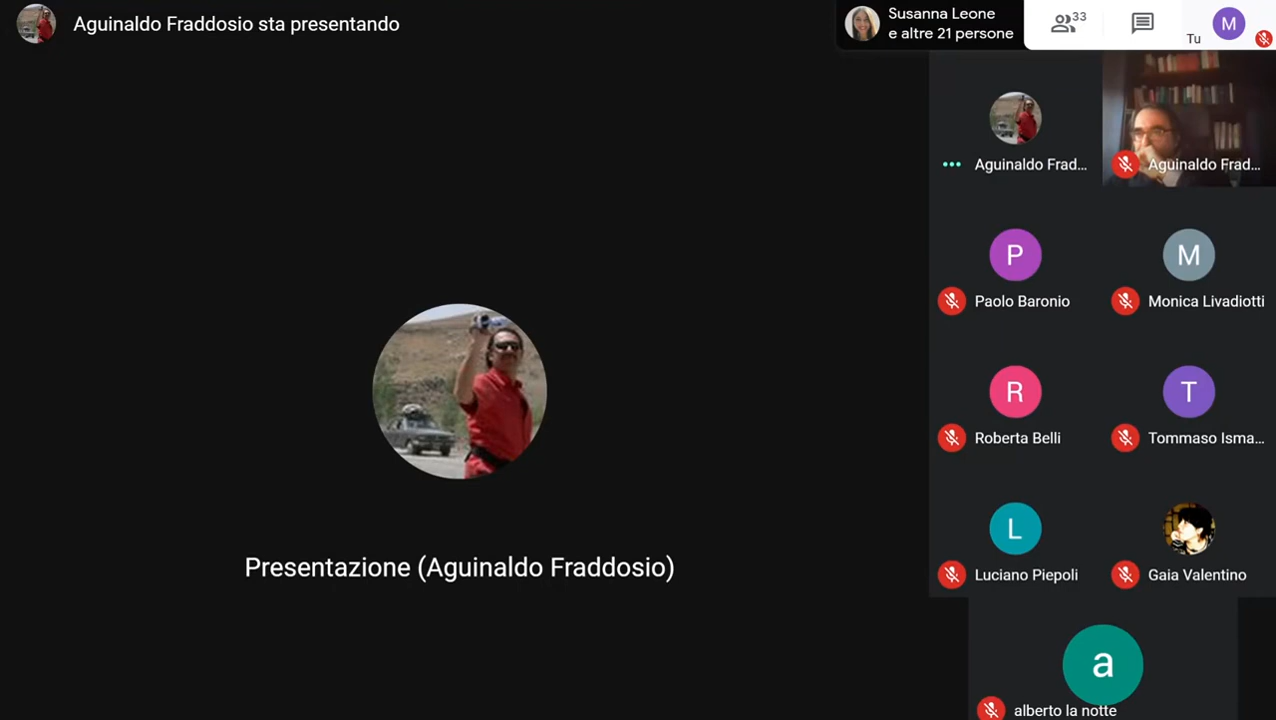 Aguinaldo Fraddosio sta presentando
Susanna Leone
e altre 21 persone
33
Tu
M
Aguinaldo Frad...
Aguinaldo Frad...
P
M
Paolo Baronio
Monica Livadiotti
R
T
Roberta Belli
Tommaso Isma...
L
Luciano Piepoli
Gaia Valentino
Presentazione (Aguinaldo Fraddosio)
a
alberto la notte